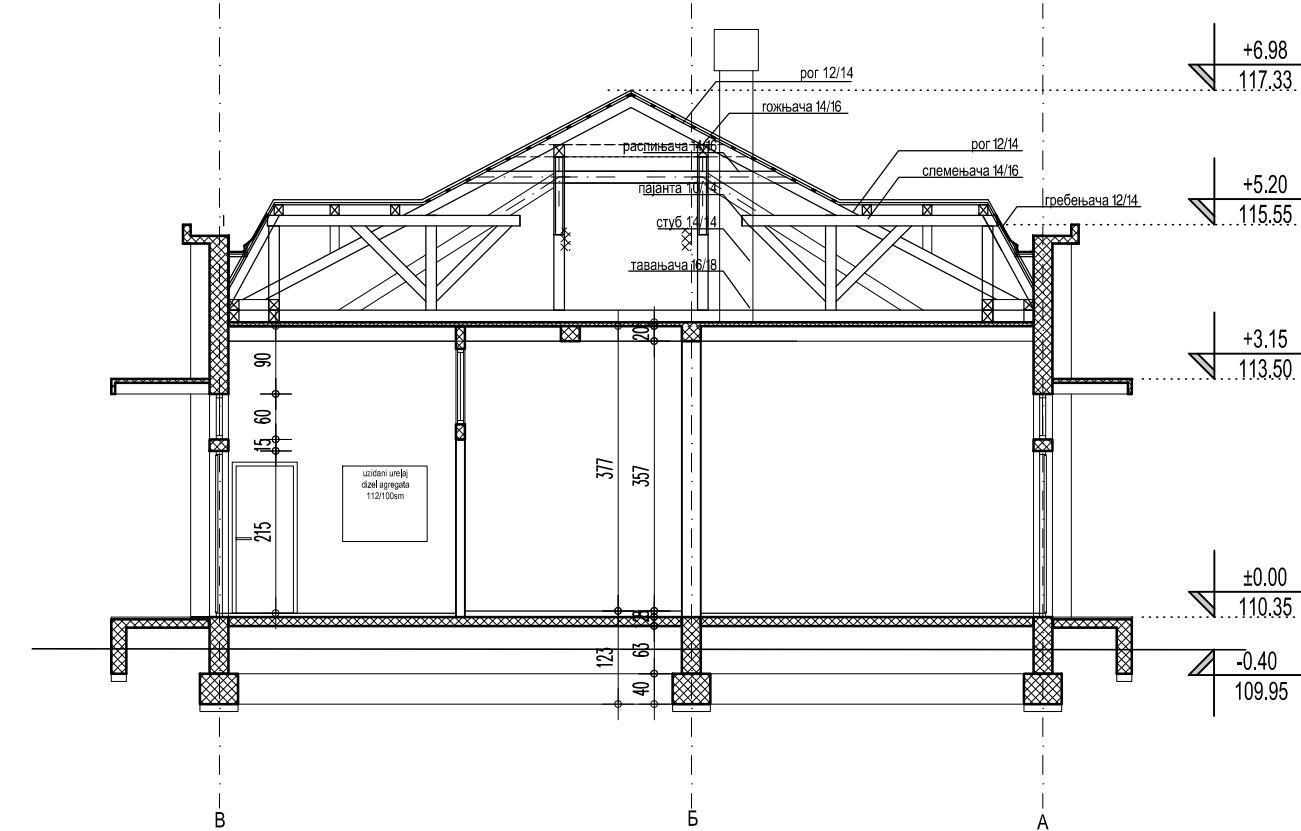 +6.98
117.33
рог 12/14
гожњача 14/16
распињача 14/16
рог 12/14
слемењача 14/16
пајанта 10/14
гребењача 12/14
+5.20
115.55
стуб 14/14
тавањача 16/18
20
+3.15
113.50
90
60
15
377
357
uzidani uređaj
dizel agregata
112/100sm
215
±0.00
110.35
123
63
-0.40
109.95
40
В
Б
А